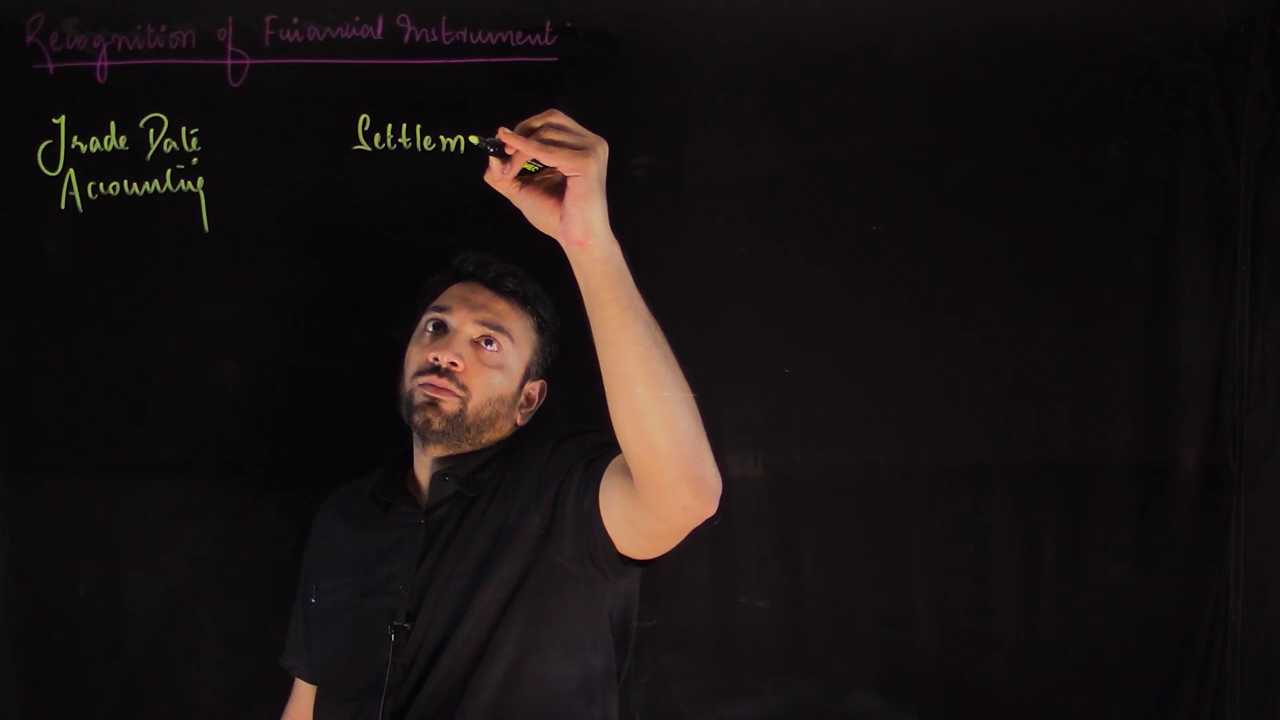 Recognition of Financial Instrument
Trade Date
Accounting
Settlem